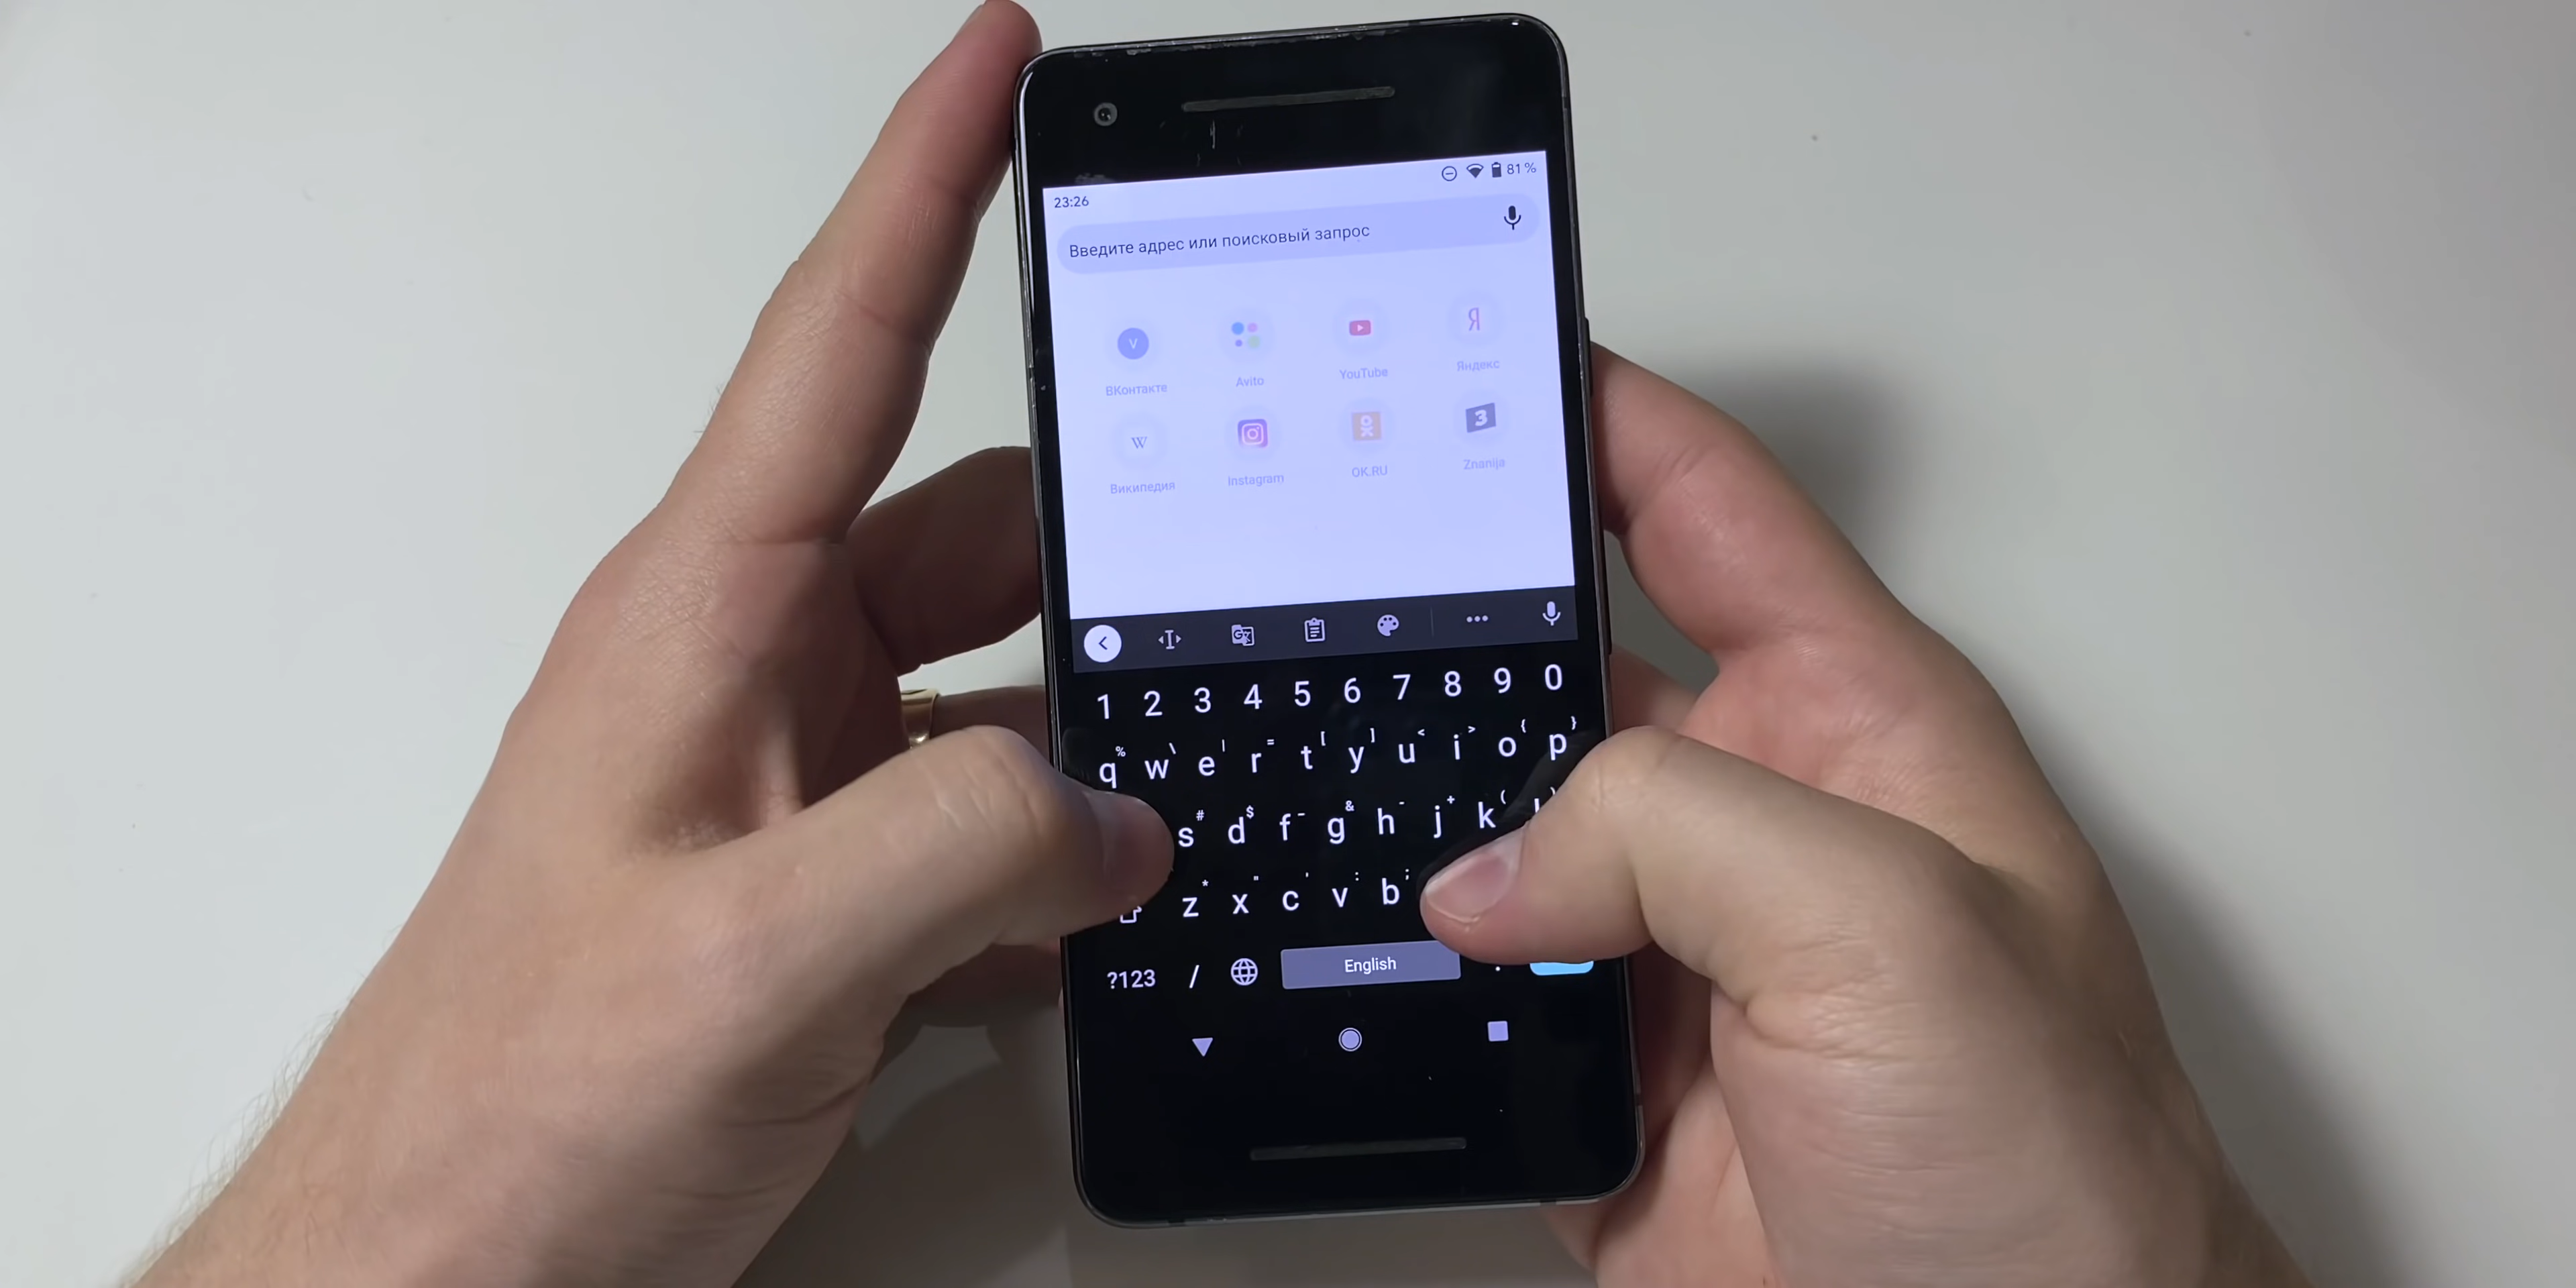 23:26 81%
Введите адрес или поисковый запрос
V Я
ВКонтакте Avito YouTube Яндекс
W 3
Википедия Instagram OK.RU Znanija
1 2 3 4 5 6 7 8 9 0
% \ | = [ ] < > { }
q w e r t y u i o p
# $ - & - + (
s d f g h j k
* " ' : ;
z x c v b
?123 / English .